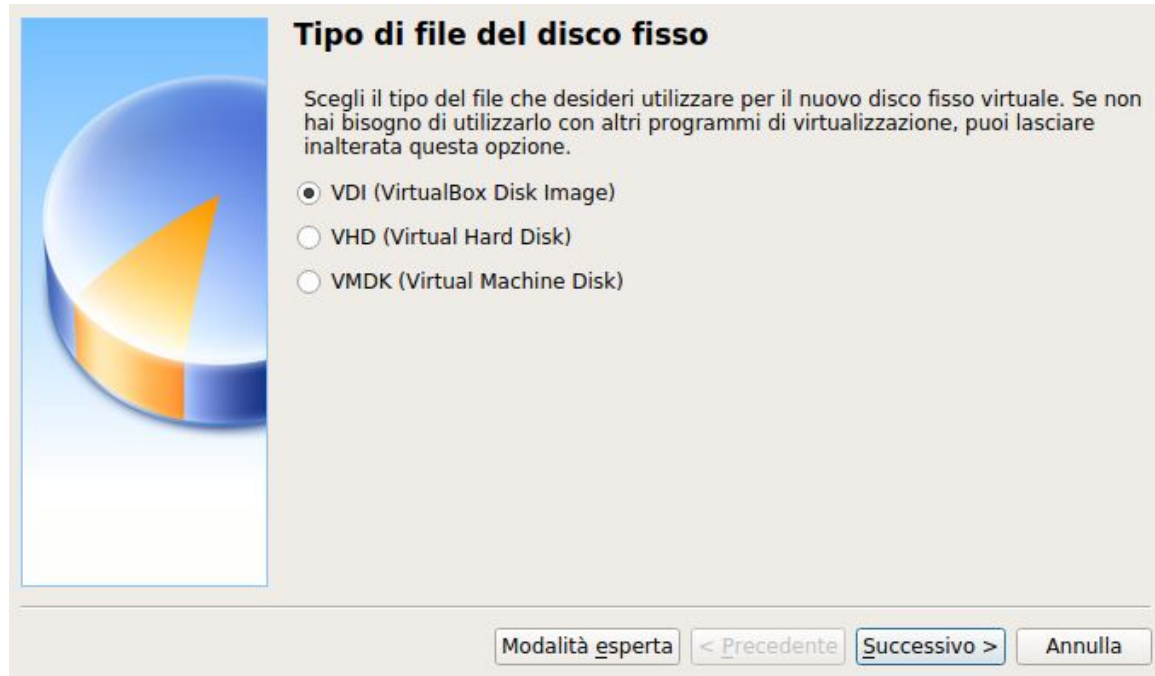 Tipo di file del disco fisso
Scegli il tipo del file che desideri utilizzare per il nuovo disco fisso virtuale. Se non
hai bisogno di utilizzarlo con altri programmi di virtualizzazione, puoi lasciare
inalterata questa opzione.
VDI (VirtualBox Disk Image)
VHD (Virtual Hard Disk)
VMDK (Virtual Machine Disk)
Modalità esperta < Precedente Successivo > Annulla